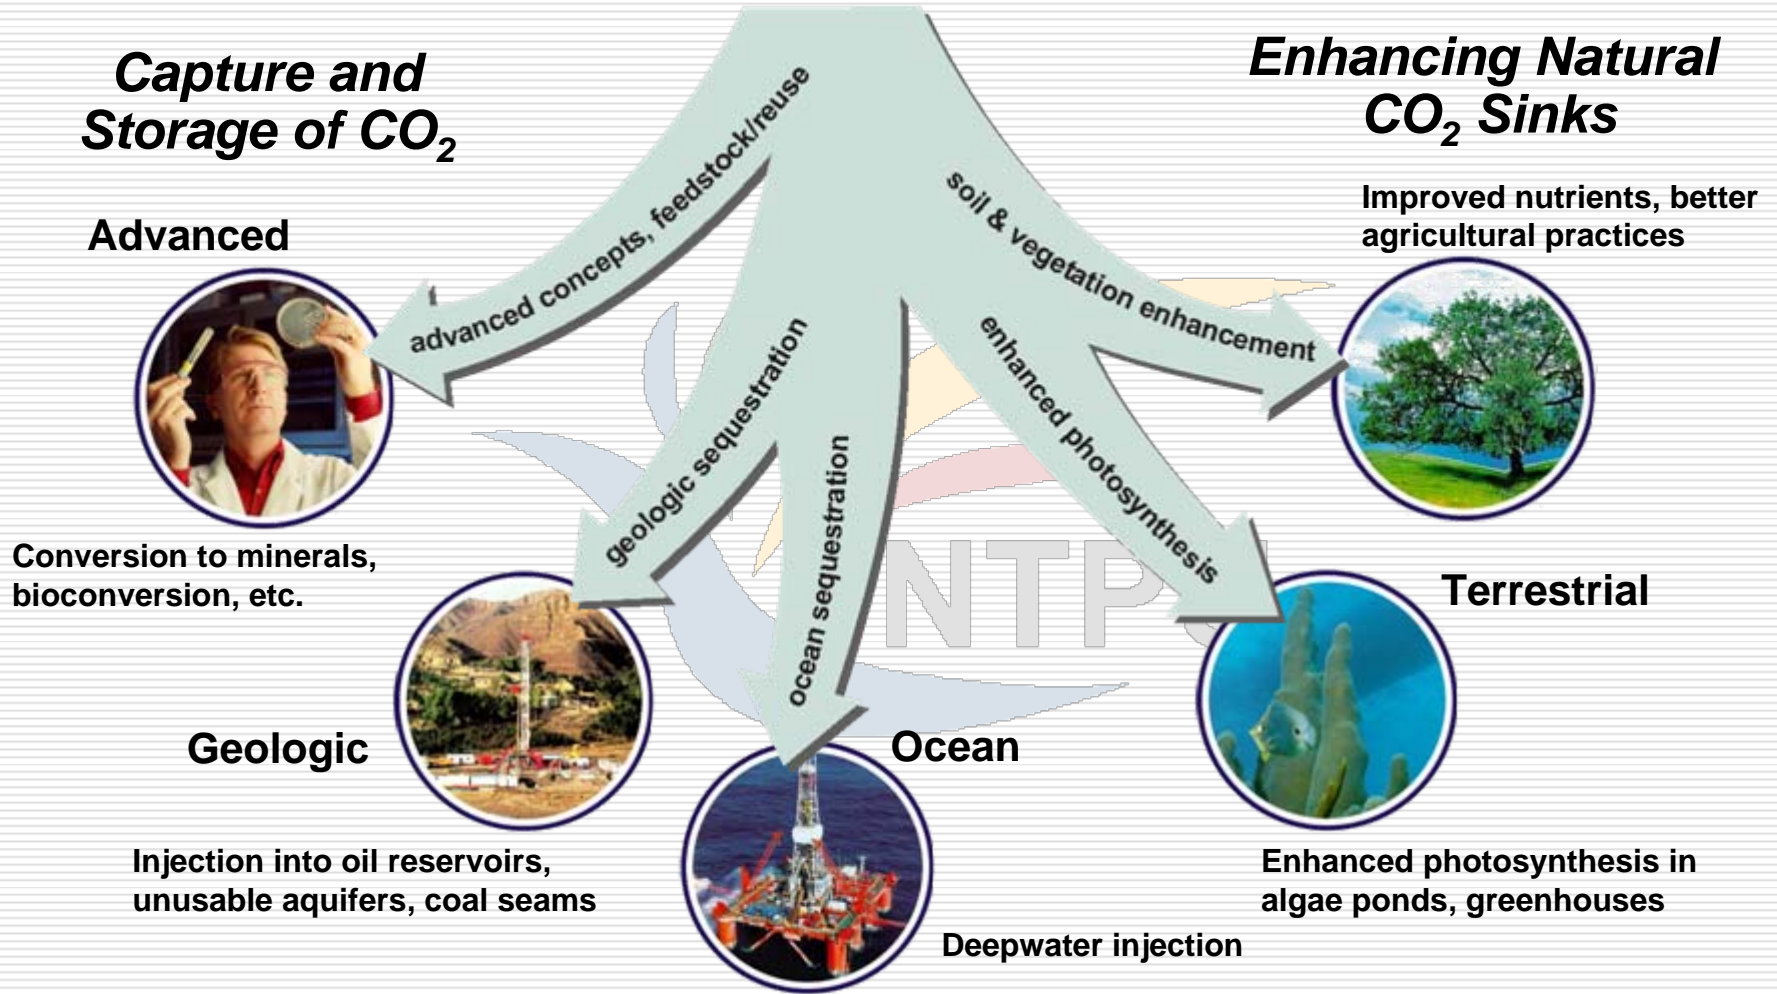 Capture and
Storage of CO₂
Enhancing Natural
CO₂ Sinks
Improved nutrients, better
agricultural practices
Advanced
advanced concepts, feedstock/reuse
soil & vegetation enhancement
geologic sequestration
ocean sequestration
enhanced photosynthesis
Conversion to minerals,
bioconversion, etc.
NTP
Terrestrial
Geologic
Ocean
Injection into oil reservoirs,
unusable aquifers, coal seams
Enhanced photosynthesis in
algae ponds, greenhouses
Deepwater injection